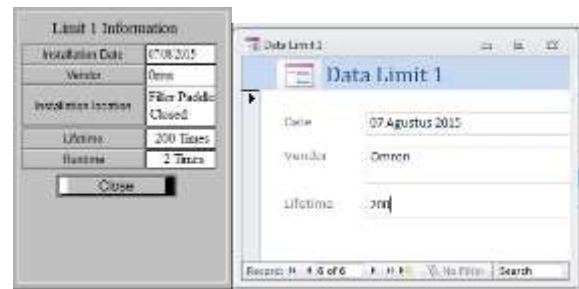 Limit 1 Information
Installation Date 07/08/2015
Vendor Omron
Installation location Filler Paddle Closed
Lifetime 200 Times
Runtime 2 Times
Close
Data Limit 1
Data Limit 1
Date 07 Agustus 2015
Vendor Omron
Lifetime 200
Record: 6 of 6 No Filter Search